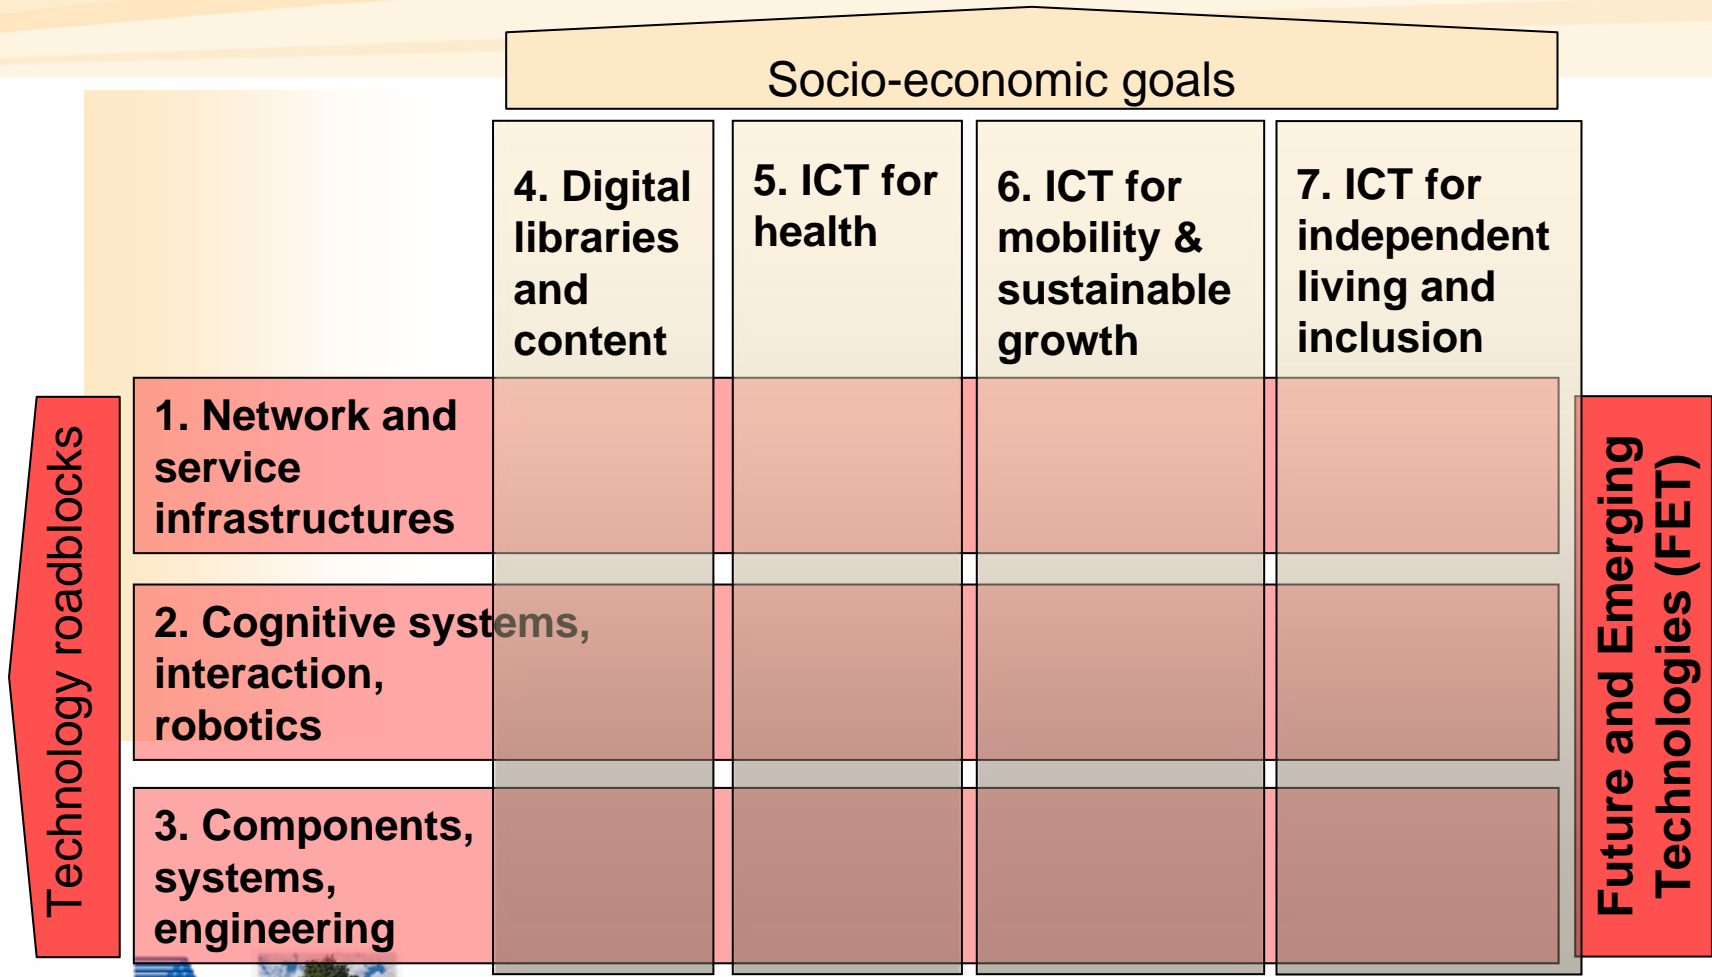 Socio-economic goals
4. Digital
libraries
and
content
5. ICT for
health
6. ICT for
mobility &
sustainable
growth
7. ICT for
independent
living and
inclusion
Technology roadblocks
1. Network and
service
infrastructures
2. Cognitive systems,
interaction,
robotics
3. Components,
systems,
engineering
Future and Emerging
Technologies (FET)